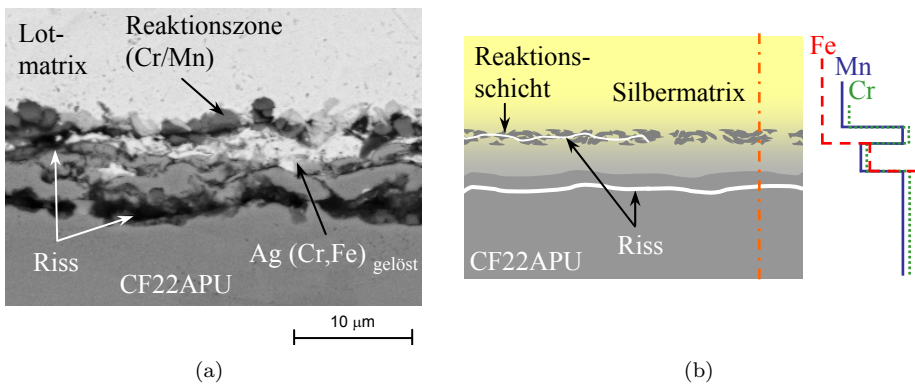 Lot-
matrix
Reaktionszone
(Cr/Mn)
Riss
Ag (Cr,Fe) gelöst
CF22APU
10 µm
(a)
Reaktions-
schicht
Silbermatrix
Riss
CF22APU
Fe
Mn
Cr
(b)